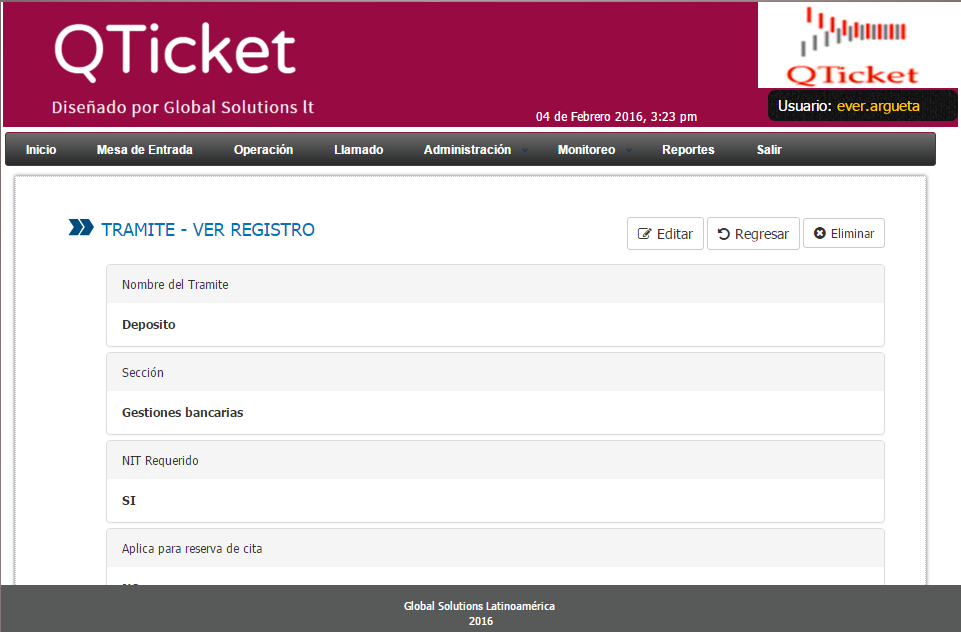 QTicket
Diseñado por Global Solutions It
QTicket
04 de Febrero 2016, 3:23 pm
Usuario: ever.argueta
Inicio Mesa de Entrada Operación Llamado Administración Monitoreo Reportes Salir
TRAMITE - VER REGISTRO
Editar Regresar Eliminar
Nombre del Tramite
Deposito
Sección
Gestiones bancarias
NIT Requerido
SI
Aplica para reserva de cita
Global Solutions Latinoamérica
2016